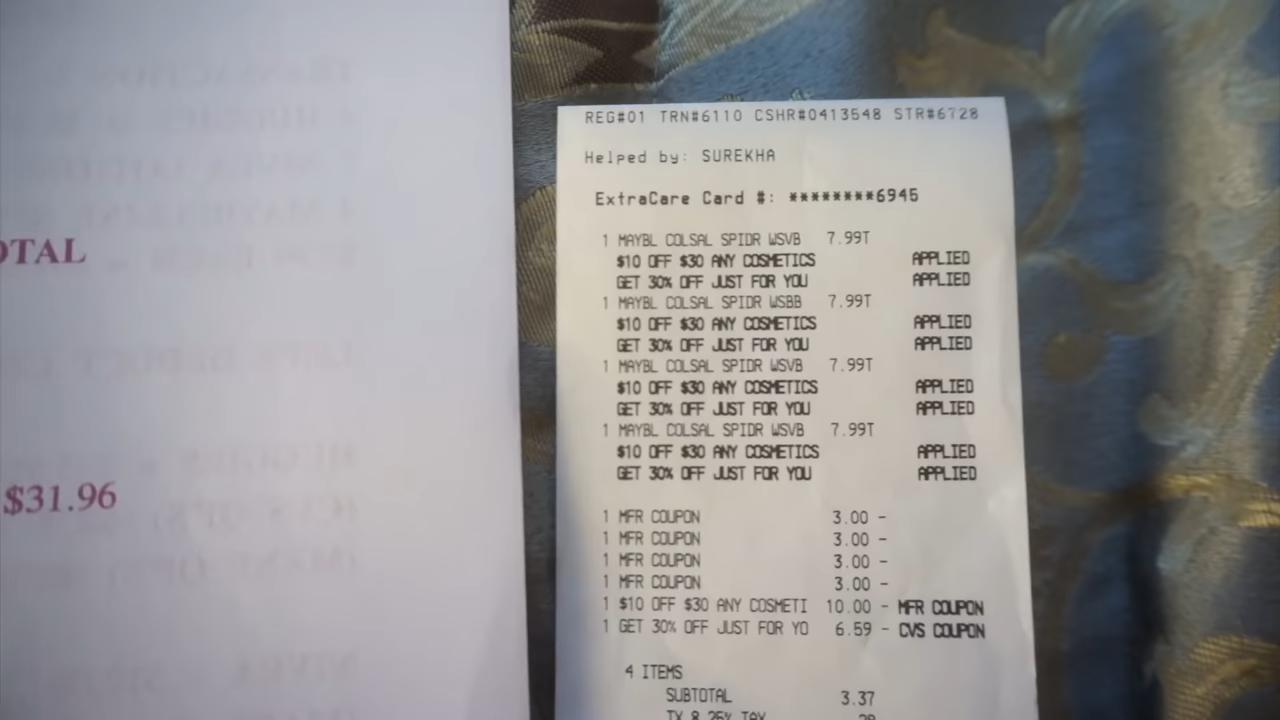 OTAL
$31.96
REG#01 TRN#6110 CSHR#0413548 STR#6728
Helped by: SUREKHA
ExtraCare Card #: ********6945
1 MAYBL COLSAL SPIDR WSVB 7.99T
$10 OFF $30 ANY COSMETICS APPLIED
GET 30% OFF JUST FOR YOU APPLIED
1 MAYBL COLSAL SPIDR WSBB 7.99T
$10 OFF $30 ANY COSMETICS APPLIED
GET 30% OFF JUST FOR YOU APPLIED
1 MAYBL COLSAL SPIDR WSVB 7.99T
$10 OFF $30 ANY COSMETICS APPLIED
GET 30% OFF JUST FOR YOU APPLIED
1 MAYBL COLSAL SPIDR WSVB 7.99T
$10 OFF $30 ANY COSMETICS APPLIED
GET 30% OFF JUST FOR YOU APPLIED
1 MFR COUPON 3.00 -
1 MFR COUPON 3.00 -
1 MFR COUPON 3.00 -
1 MFR COUPON 3.00 -
1 $10 OFF $30 ANY COSMETI 10.00 - MFR COUPON
1 GET 30% OFF JUST FOR YO 6.59 - CVS COUPON
4 ITEMS
SUBTOTAL 3.37
TX 8.25% TAX